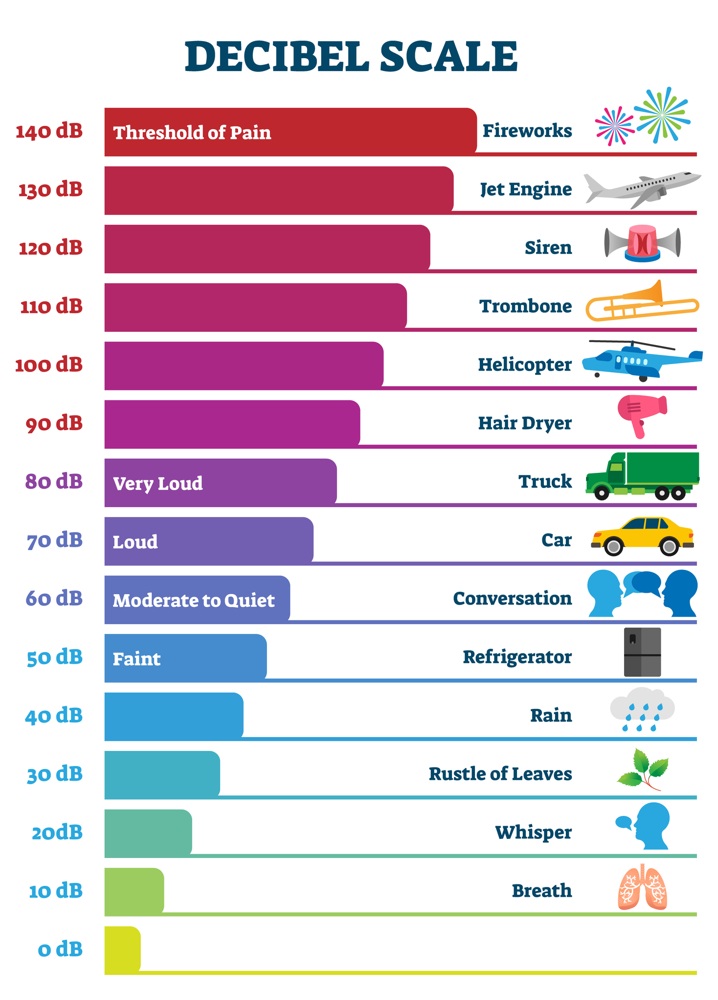 DECIBEL SCALE
140 dB Threshold of Pain Fireworks
130 dB Jet Engine
120 dB Siren
110 dB Trombone
100 dB Helicopter
90 dB Hair Dryer
80 dB Very Loud Truck
70 dB Loud Car
60 dB Moderate to Quiet Conversation
50 dB Faint Refrigerator
40 dB Rain
30 dB Rustle of Leaves
20dB Whisper
10 dB Breath
0 dB